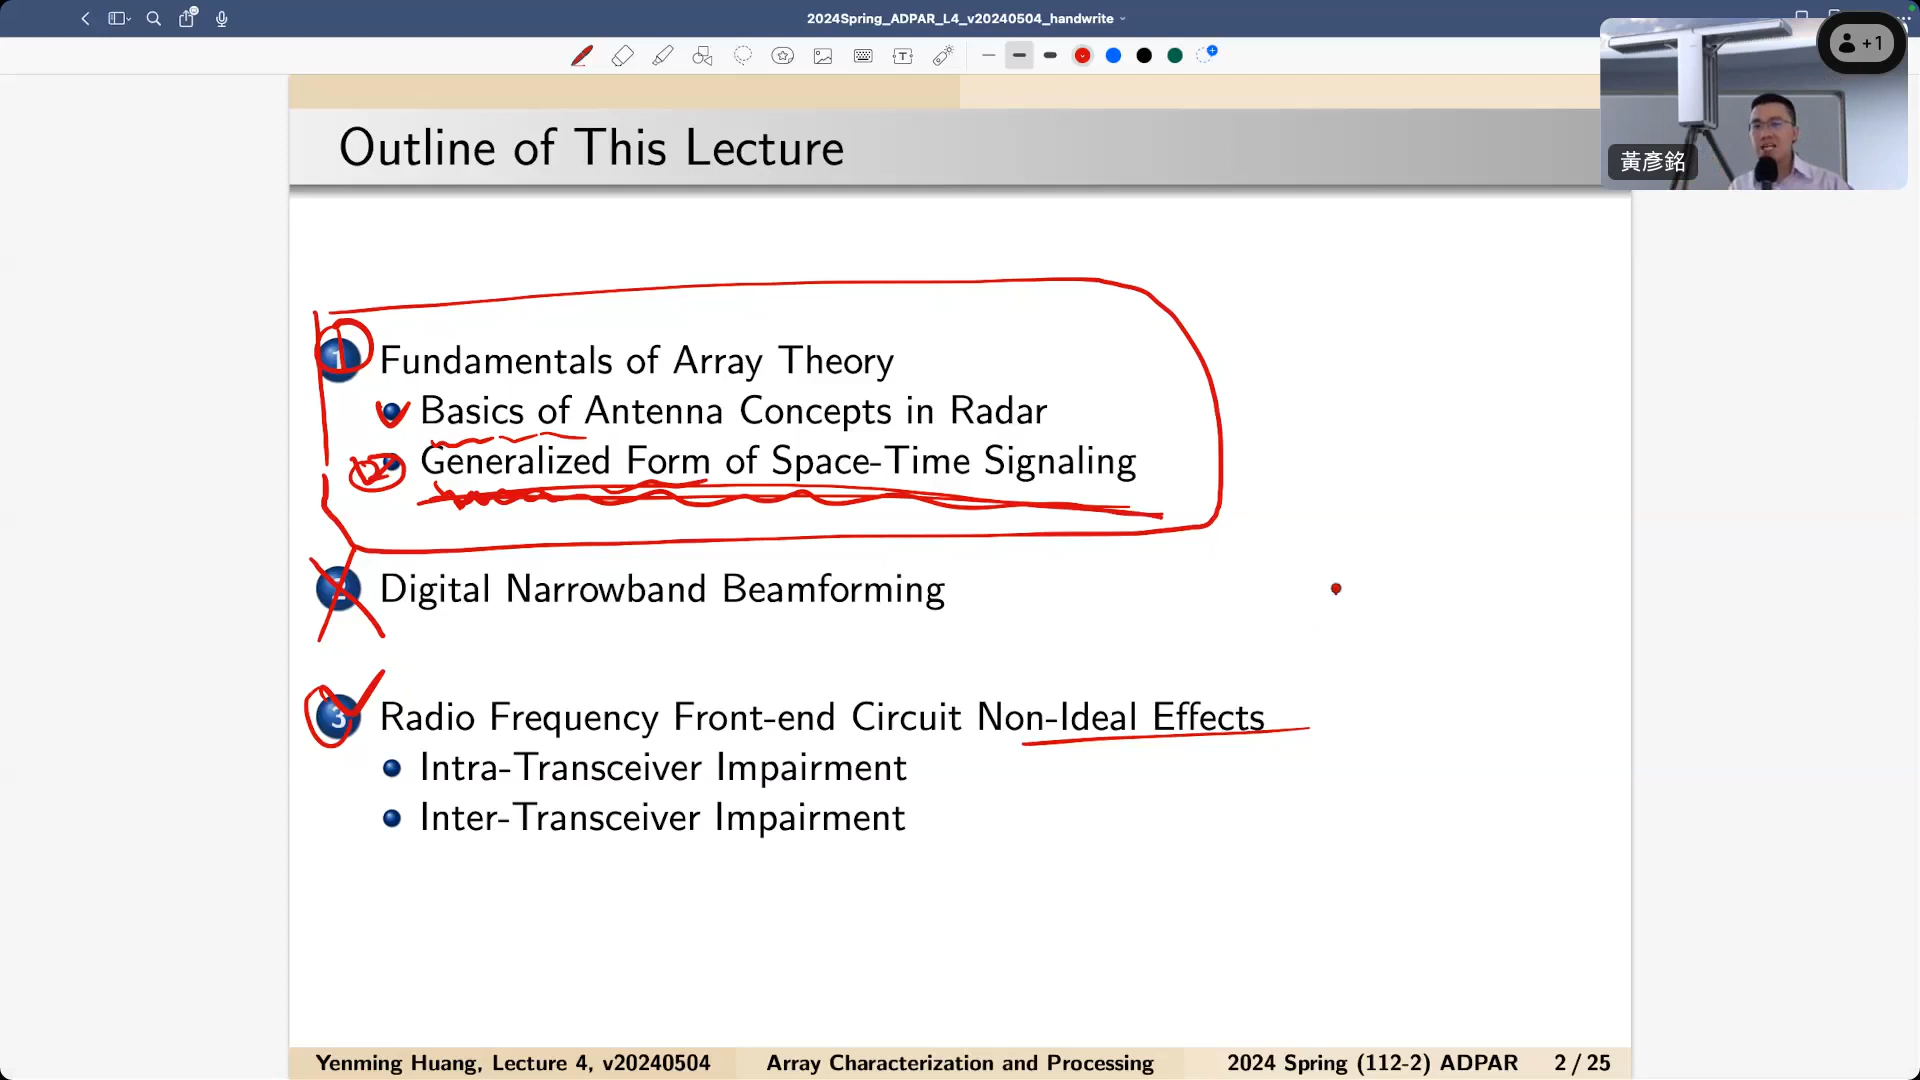 2024Spring_ADPAR_L4_v20240504_handwrite
+1
黃彥銘
Outline of This Lecture
1 Fundamentals of Array Theory
Basics of Antenna Concepts in Radar
Generalized Form of Space-Time Signaling
2 Digital Narrowband Beamforming
3 Radio Frequency Front-end Circuit Non-Ideal Effects
Intra-Transceiver Impairment
Inter-Transceiver Impairment
Yenming Huang, Lecture 4, v20240504 Array Characterization and Processing 2024 Spring (112-2) ADPAR 2 / 25